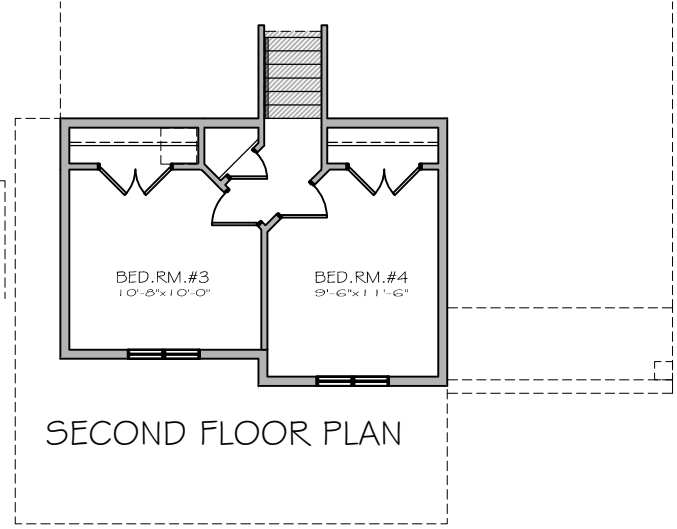 BED.RM.#3
10'-8"x10'-0"
BED.RM.#4
9'-6"x11'-6"
SECOND FLOOR PLAN